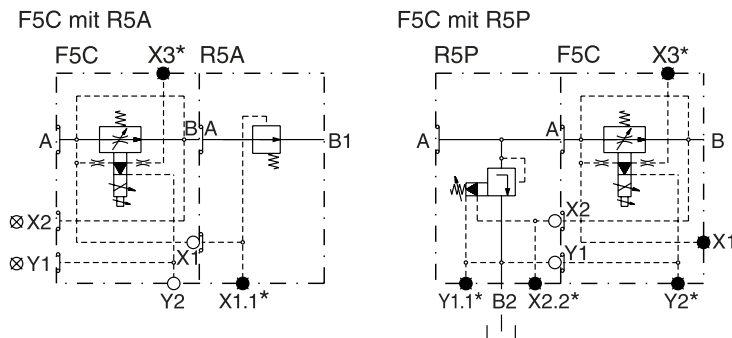 F5C mit R5A
F5C mit R5P
F5C X3* R5A
R5P F5C X3*
A B A B1
A A B
X2
X2
X1
X1
Y1
Y1
Y2 X1.1*
Y1.1* B2 X2.2* Y2*